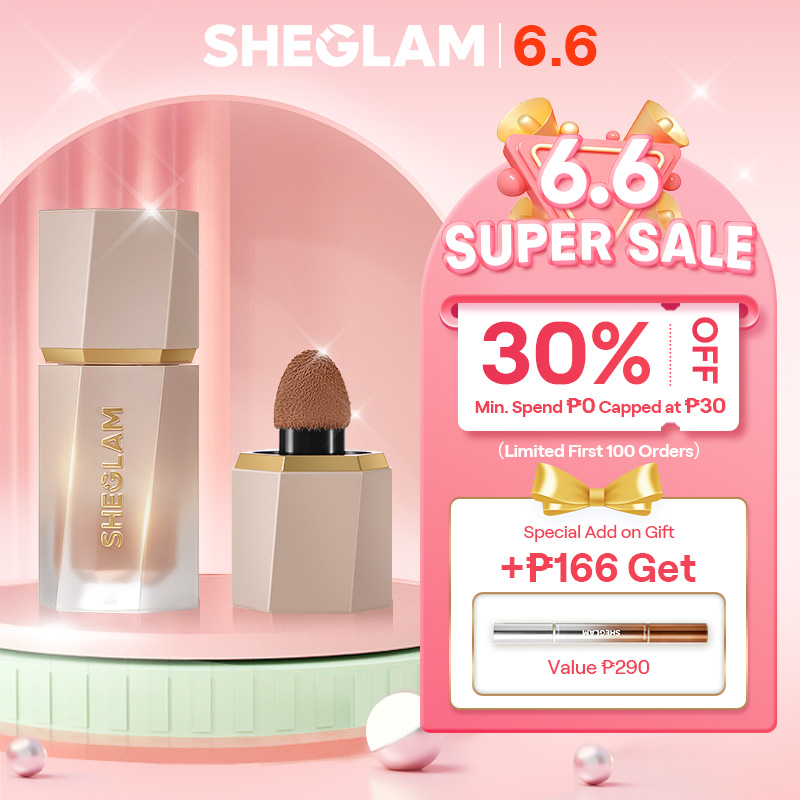 SHEGLAM | 6.6
6.6
SUPER SALE
30% OFF
Min. Spend ₱0 Capped at ₱30
(Limited First 100 Orders)
Special Add on Gift
+₱166 Get
SHEGLAM
Value ₱290
SHEGLAM